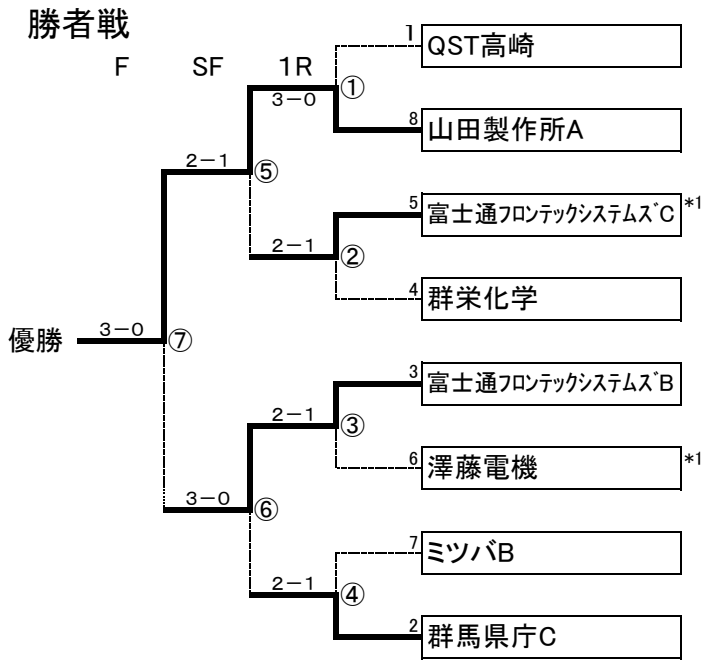 勝者戦
F SF 1R
1 QST高崎
3－0 ①
8 山田製作所A
2－1 ⑤
5 富士通フロンテックシステムズC *1
2－1 ②
4 群栄化学
優勝 3－0 ⑦
3 富士通フロンテックシステムズB
2－1 ③
6 澤藤電機 *1
3－0 ⑥
7 ミツバB
2－1 ④
2 群馬県庁C